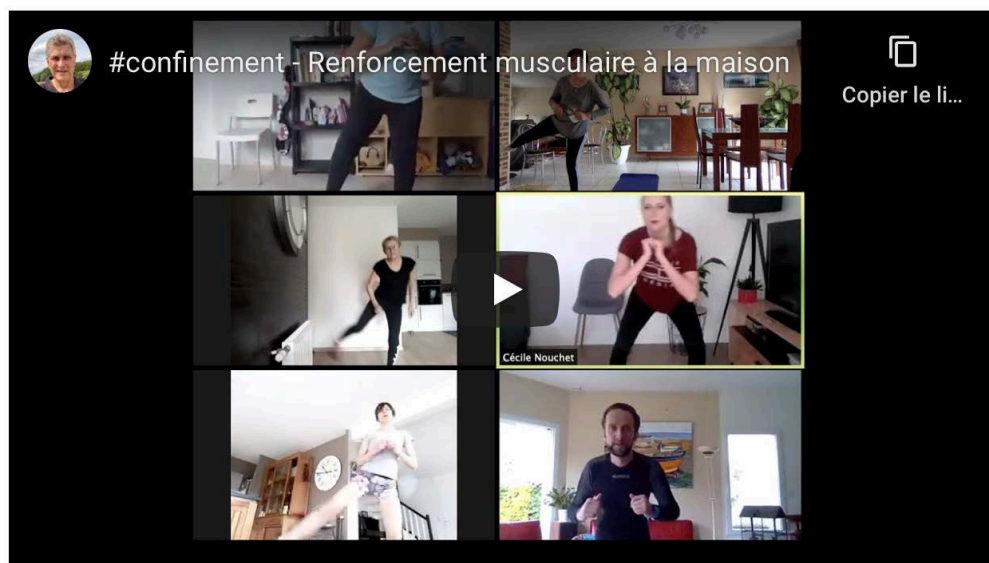 #confinement - Renforcement musculaire à la maison
Copier le li...
Cécile Nouchet